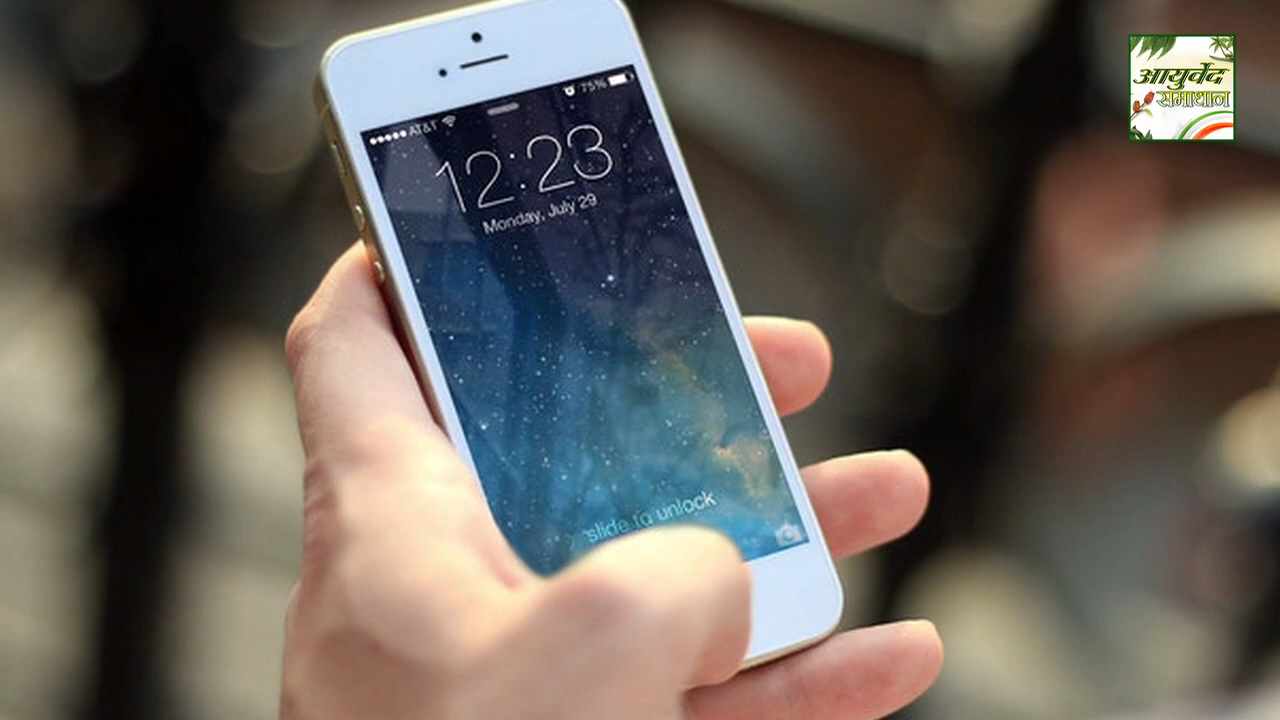 ●●●●● AT&T 75%
12:23
Monday, July 29
slide to unlock
आयुर्वेद
समाधान